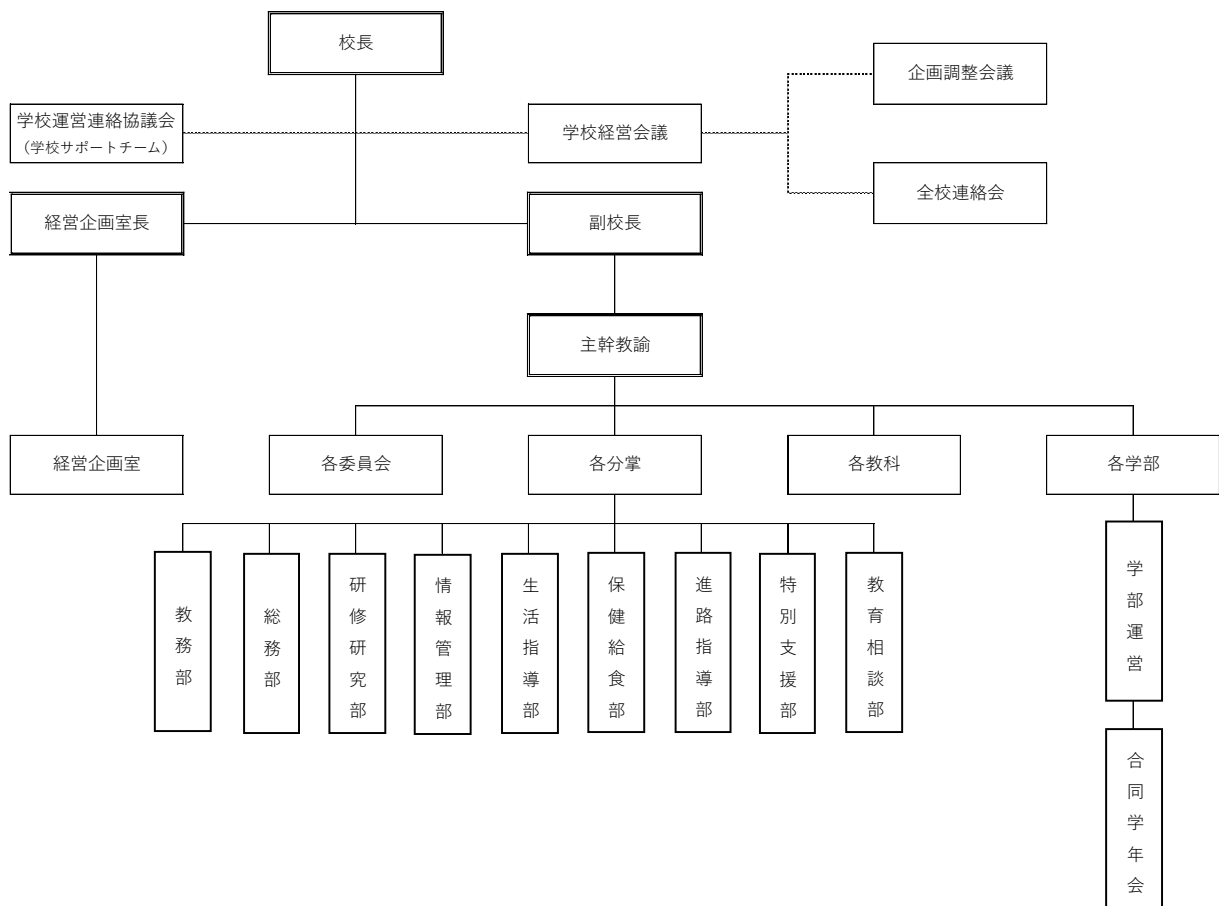 校長
企画調整会議
学校運営連絡協議会
（学校サポートチーム）
学校経営会議
全校連絡会
経営企画室長
副校長
主幹教諭
経営企画室
各委員会
各分掌
各教科
各学部
教務部
総務部
研修研究部
情報管理部
生活指導部
保健給食部
進路指導部
特別支援部
教育相談部
学部運営
合同学年会